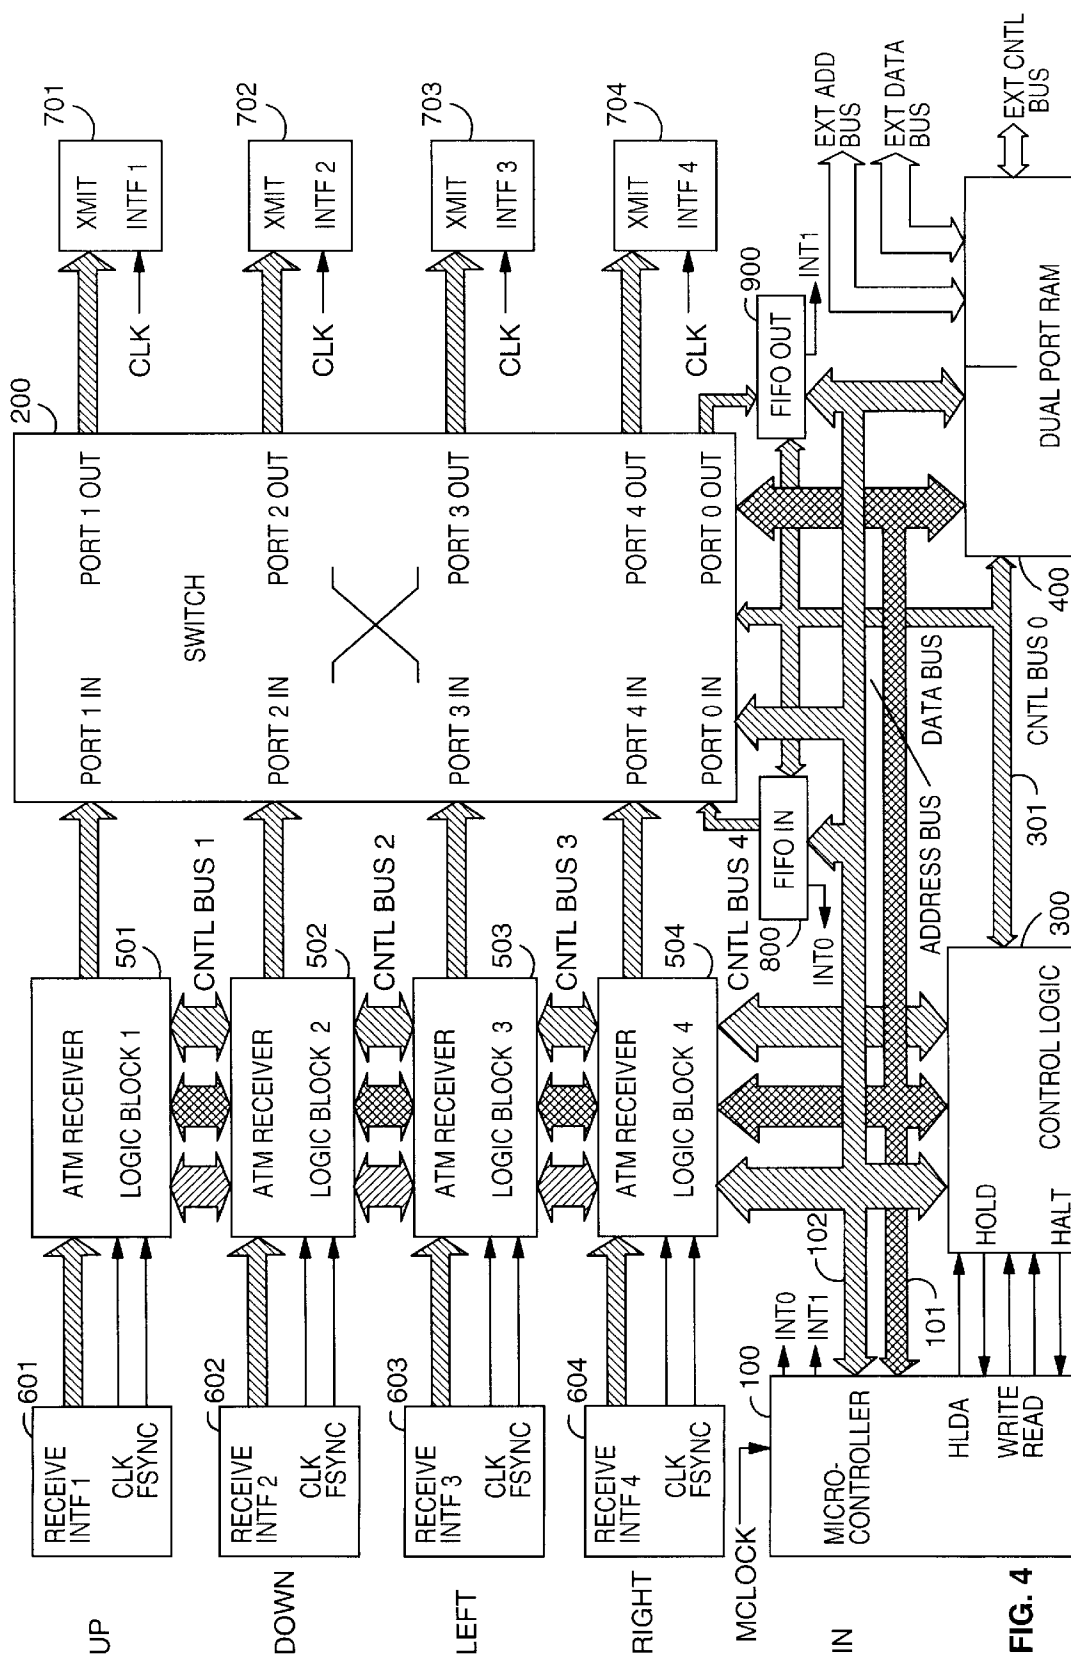 UP
RECEIVE
INTF 1
CLK
FSYNC
601
ATM RECEIVER
LOGIC BLOCK 1
501
CNTL BUS 1
PORT 1 IN
PORT 1 OUT
200
XMIT
INTF 1
701
CLK
DOWN
RECEIVE
INTF 2
CLK
FSYNC
602
ATM RECEIVER
LOGIC BLOCK 2
502
CNTL BUS 2
SWITCH
PORT 2 IN
PORT 2 OUT
XMIT
INTF 2
702
CLK
LEFT
RECEIVE
INTF 3
CLK
FSYNC
603
ATM RECEIVER
LOGIC BLOCK 3
503
CNTL BUS 3
PORT 3 IN
PORT 3 OUT
XMIT
INTF 3
703
CLK
RIGHT
RECEIVE
INTF 4
CLK
FSYNC
604
ATM RECEIVER
LOGIC BLOCK 4
504
CNTL BUS 4
PORT 4 IN
PORT 4 OUT
PORT 0 IN
PORT 0 OUT
XMIT
INTF 4
704
CLK
MCLOCK
100
INT0
INT1
102
101
800
FIFO IN
INT0
FIFO OUT
900
INT1
EXT ADD
BUS
EXT DATA
BUS
EXT CNTL
BUS
IN
MICRO-
CONTROLLER
HLDA
WRITE
READ
HOLD
HALT
CONTROL LOGIC
300
ADDRESS BUS
DATA BUS
301
CNTL BUS 0
400
DUAL PORT RAM
FIG. 4